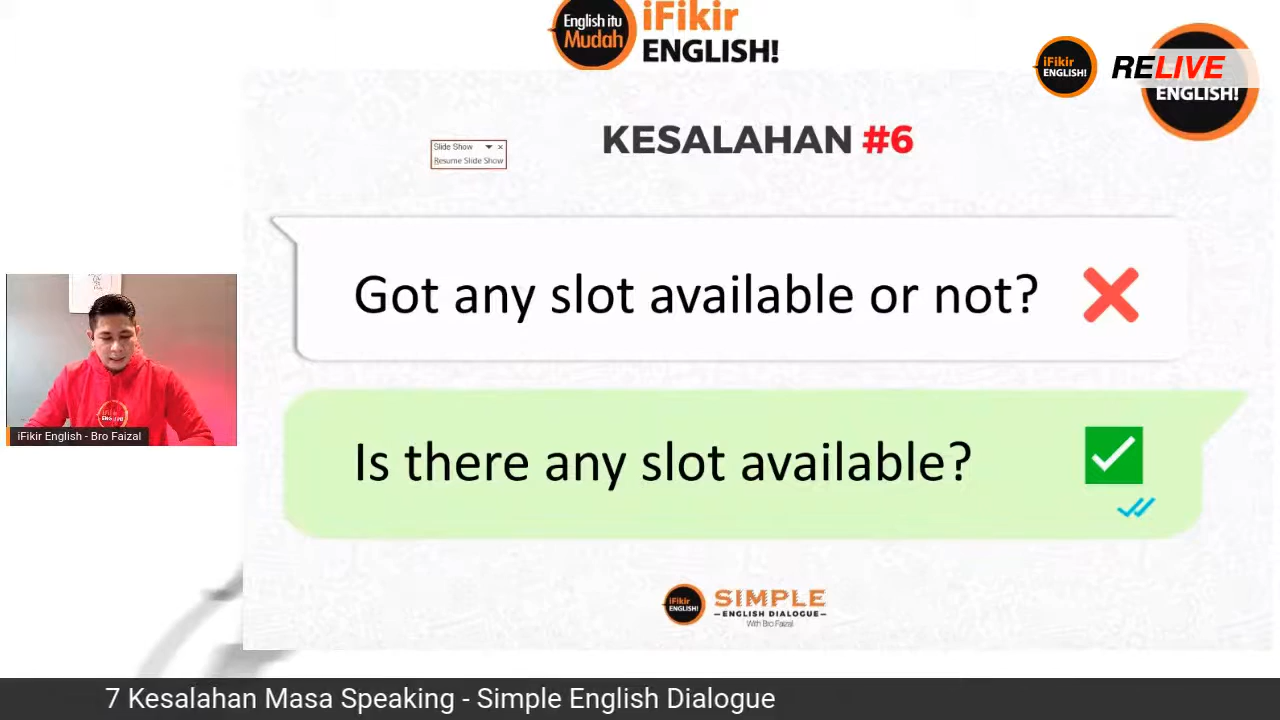 English itu
Mudah
iFikir
ENGLISH!
iFikir
ENGLISH!
RELIVE
ENGLISH!
KESALAHAN #6
Slide Show
Resume Slide Show
Got any slot available or not?
Is there any slot available?
iFikir English - Bro Faizal
iFikir
ENGLISH!
SIMPLE
ENGLISH DIALOGUE
With Bro Faizal
7 Kesalahan Masa Speaking - Simple English Dialogue